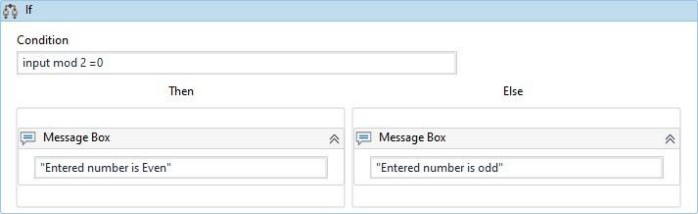 If
Condition
input mod 2 =0
Then
Else
Message Box
"Entered number is Even"
Message Box
"Entered number is odd"